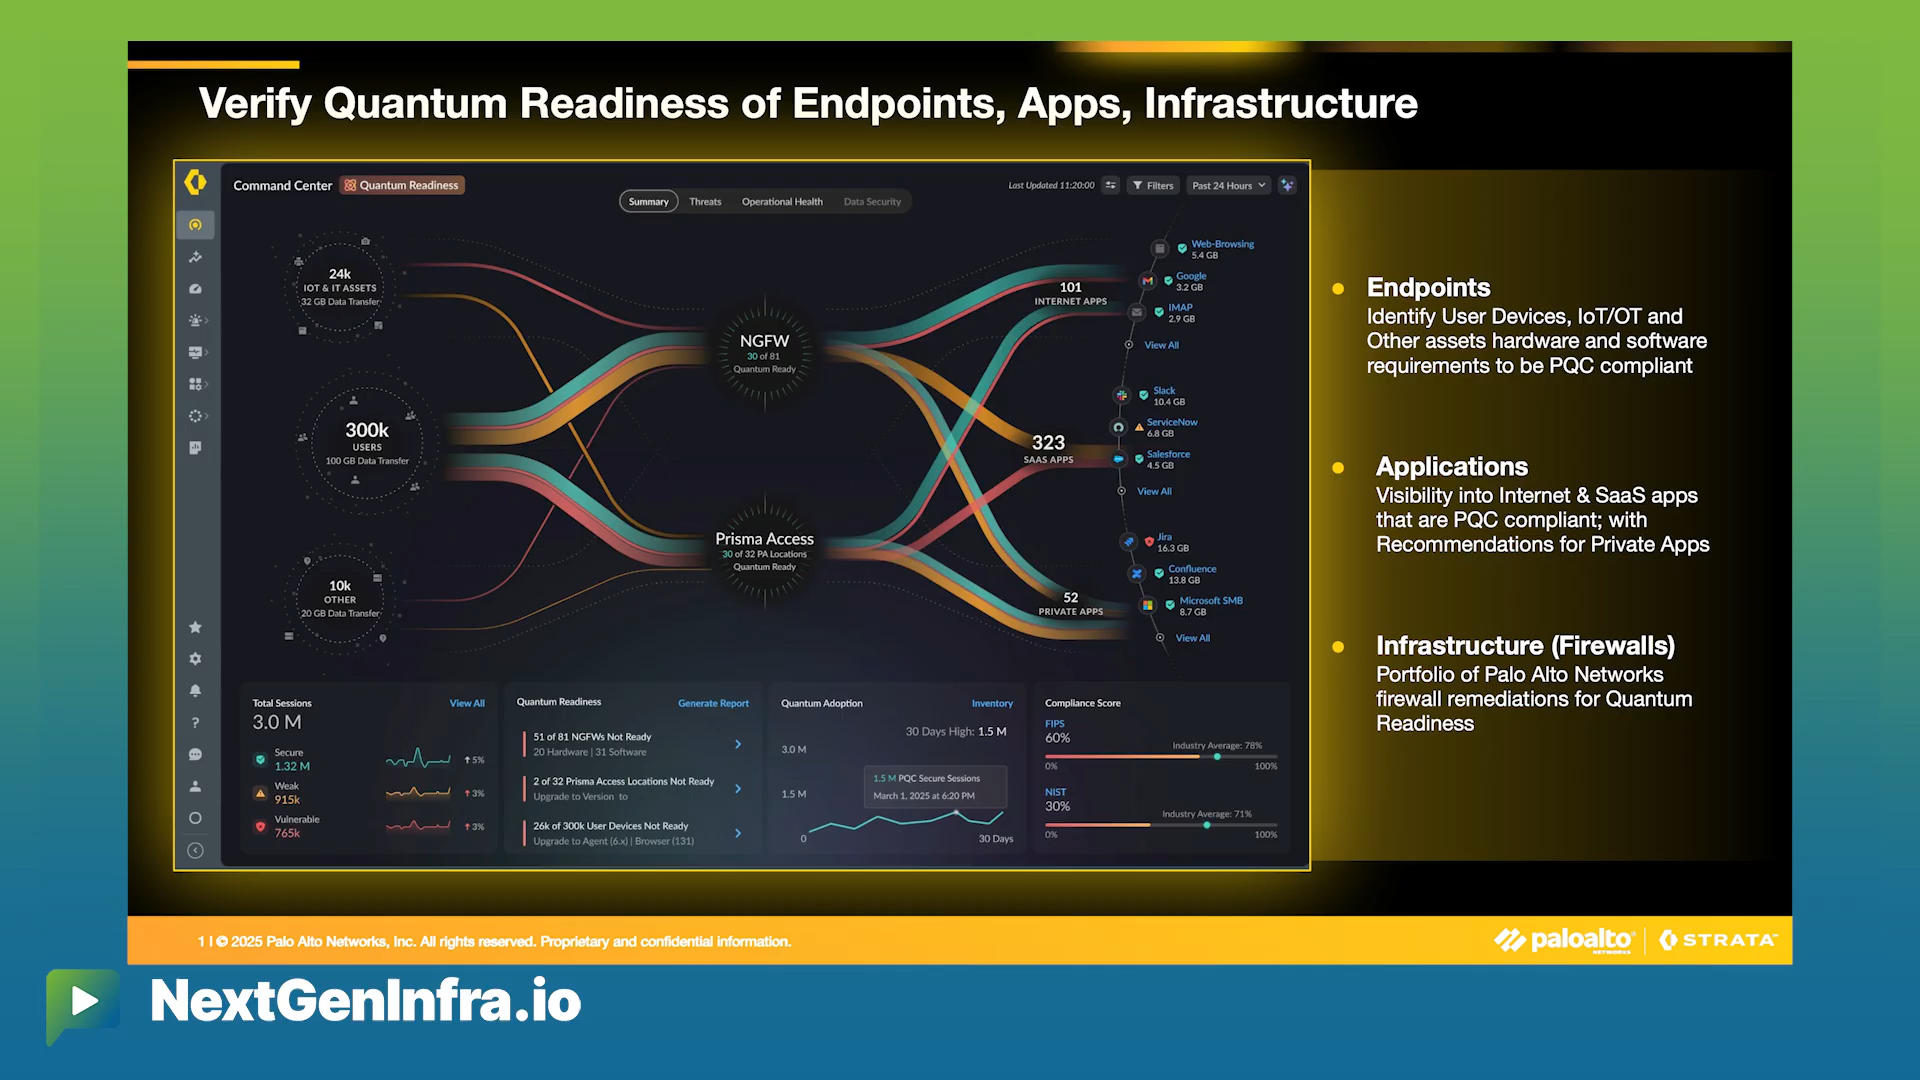 Verify Quantum Readiness of Endpoints, Apps, Infrastructure
Command Center
Quantum Readiness
Last Updated 11:20:00
Filters
Past 24 Hours
Summary
Threats
Operational Health
Data Security
24k
IOT & IT ASSETS
32 GB Data Transfer
300k
USERS
100 GB Data Transfer
10k
OTHER
20 GB Data Transfer
NGFW
30 of 81
Quantum Ready
Prisma Access
30 of 32 PA Locations
Quantum Ready
101
INTERNET APPS
323
SAAS APPS
52
PRIVATE APPS
Web-Browsing
5.4 GB
Google
3.2 GB
IMAP
2.9 GB
View All
Slack
10.4 GB
ServiceNow
6.8 GB
Salesforce
4.5 GB
View All
Jira
16.3 GB
Confluence
13.8 GB
Microsoft SMB
8.7 GB
View All
Total Sessions
View All
3.0 M
Secure
1.32 M
5%
Weak
915k
3%
Vulnerable
765k
3%
Quantum Readiness
Generate Report
51 of 81 NGFWs Not Ready
20 Hardware | 31 Software
2 of 32 Prisma Access Locations Not Ready
Upgrade to Version to
26k of 300k User Devices Not Ready
Upgrade to Agent (6.x) | Browser (131)
Quantum Adoption
Inventory
30 Days High: 1.5 M
3.0 M
1.5 M
0
1.5 M PQC Secure Sessions
March 1, 2025 at 6:20 PM
30 Days
Compliance Score
FIPS
60%
Industry Average: 78%
0%
100%
NIST
30%
Industry Average: 71%
0%
100%
Endpoints
Identify User Devices, IoT/OT and
Other assets hardware and software
requirements to be PQC compliant
Applications
Visibility into Internet & SaaS apps
that are PQC compliant; with
Recommendations for Private Apps
Infrastructure (Firewalls)
Portfolio of Palo Alto Networks
firewall remediations for Quantum
Readiness
1 | © 2025 Palo Alto Networks, Inc. All rights reserved. Proprietary and confidential information.
paloalto
NETWORKS
STRATA™
NextGenInfra.io